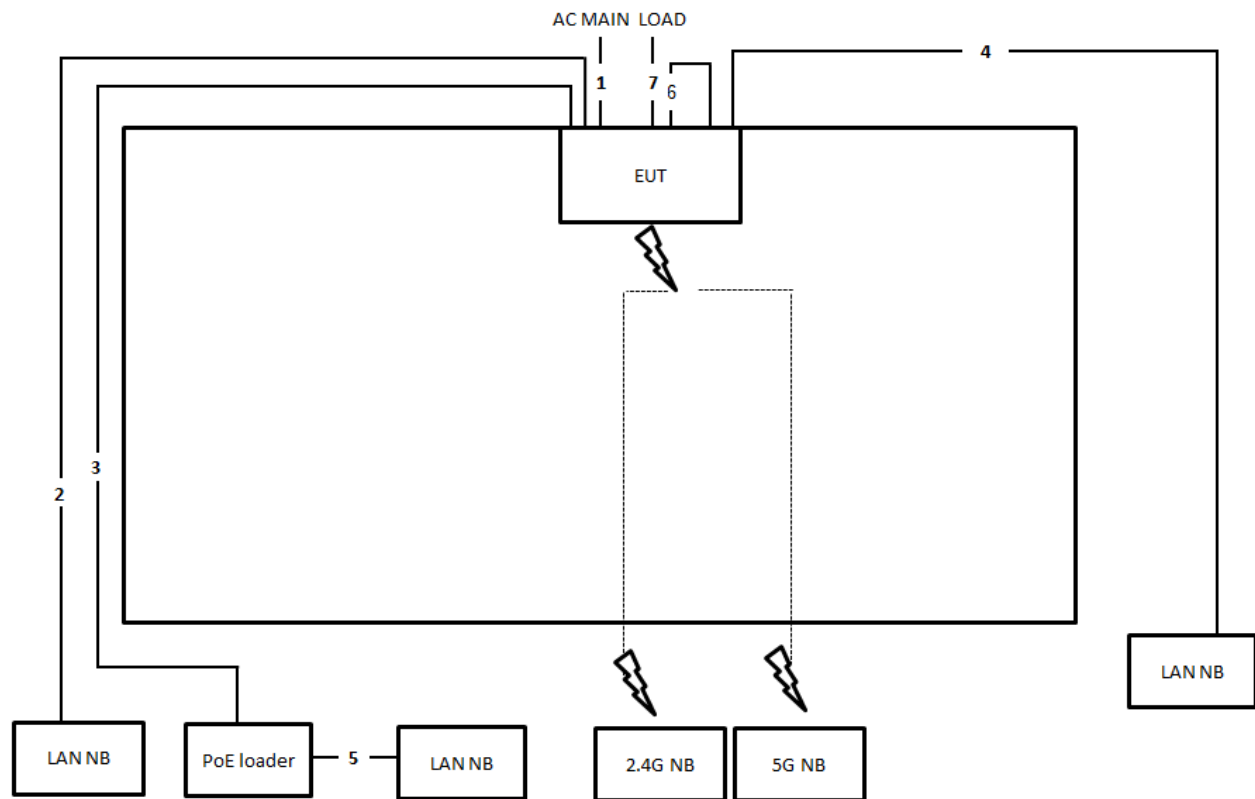 AC MAIN LOAD
4
1
7
6
EUT
3
2
LAN NB
LAN NB
PoE loader
5
LAN NB
2.4G NB
5G NB